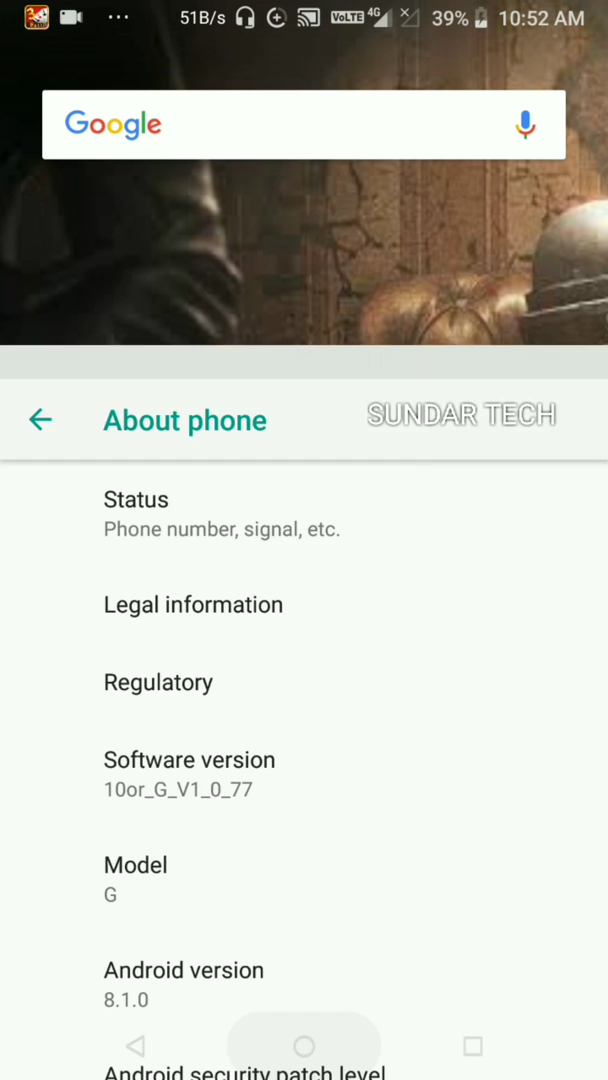 51B/s VoLTE 4G 39% 10:52 AM
Google
About phone
SUNDAR TECH
Status
Phone number, signal, etc.
Legal information
Regulatory
Software version
10or_G_V1_0_77
Model
G
Android version
8.1.0
Android security patch level